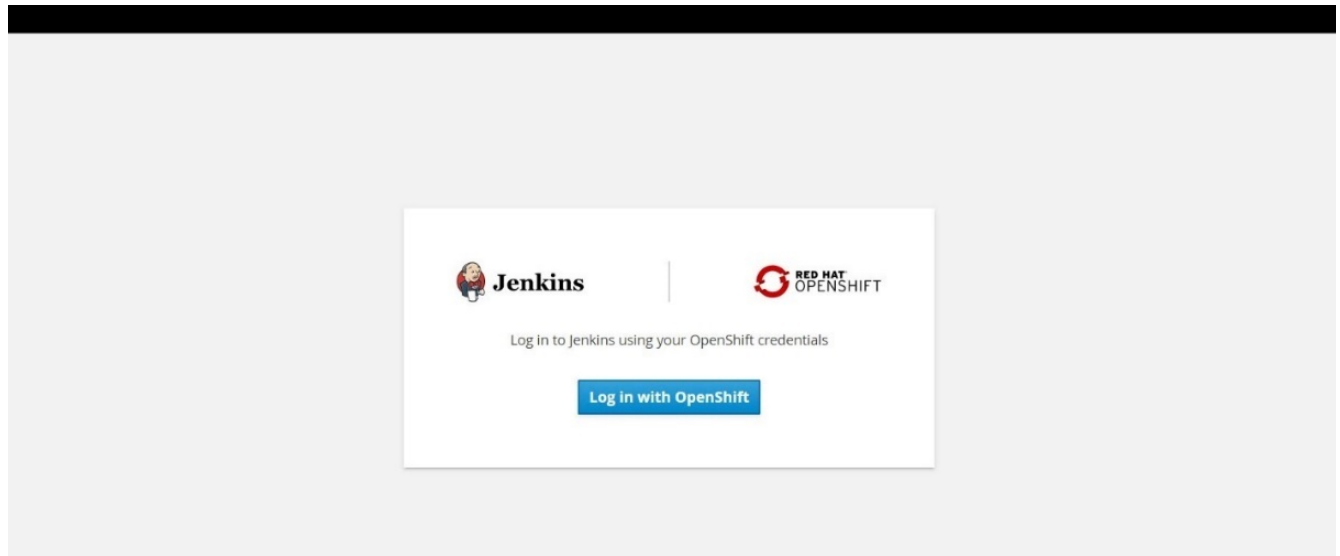 Jenkins
RED HAT
OPENSHIFT
Log in to Jenkins using your OpenShift credentials
Log in with OpenShift